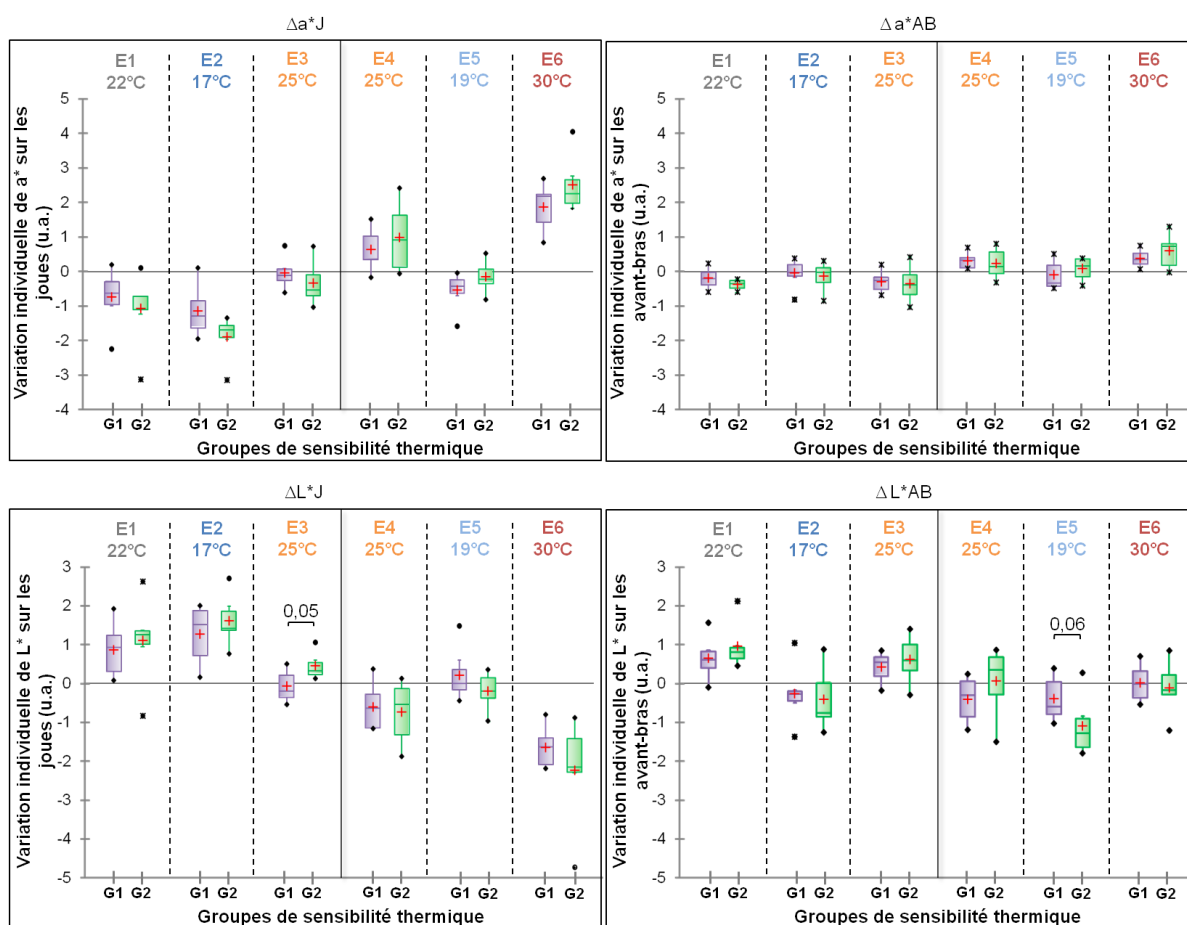 Δa*J
E1 E2 E3 E4 E5 E6
22°C 17°C 25°C 25°C 19°C 30°C
Variation individuelle de a* sur les
joues (u.a.)
5
4
3
2
1
0
-1
-2
-3
-4
G1 G2 G1 G2 G1 G2 G1 G2 G1 G2 G1 G2
Groupes de sensibilité thermique
Δa*AB
E1 E2 E3 E4 E5 E6
22°C 17°C 25°C 25°C 19°C 30°C
Variation individuelle de a* sur les
avant-bras (u.a.)
5
4
3
2
1
0
-1
-2
-3
-4
G1 G2 G1 G2 G1 G2 G1 G2 G1 G2 G1 G2
Groupes de sensibilité thermique
ΔL*J
E1 E2 E3 E4 E5 E6
22°C 17°C 25°C 25°C 19°C 30°C
Variation individuelle de L* sur les
joues (u.a.)
3
2
1
0
-1
-2
-3
-4
-5
0,05
G1 G2 G1 G2 G1 G2 G1 G2 G1 G2 G1 G2
Groupes de sensibilité thermique
ΔL*AB
E1 E2 E3 E4 E5 E6
22°C 17°C 25°C 25°C 19°C 30°C
Variation individuelle de L* sur les
avant-bras (u.a.)
3
2
1
0
-1
-2
-3
-4
-5
0,06
G1 G2 G1 G2 G1 G2 G1 G2 G1 G2 G1 G2
Groupes de sensibilité thermique